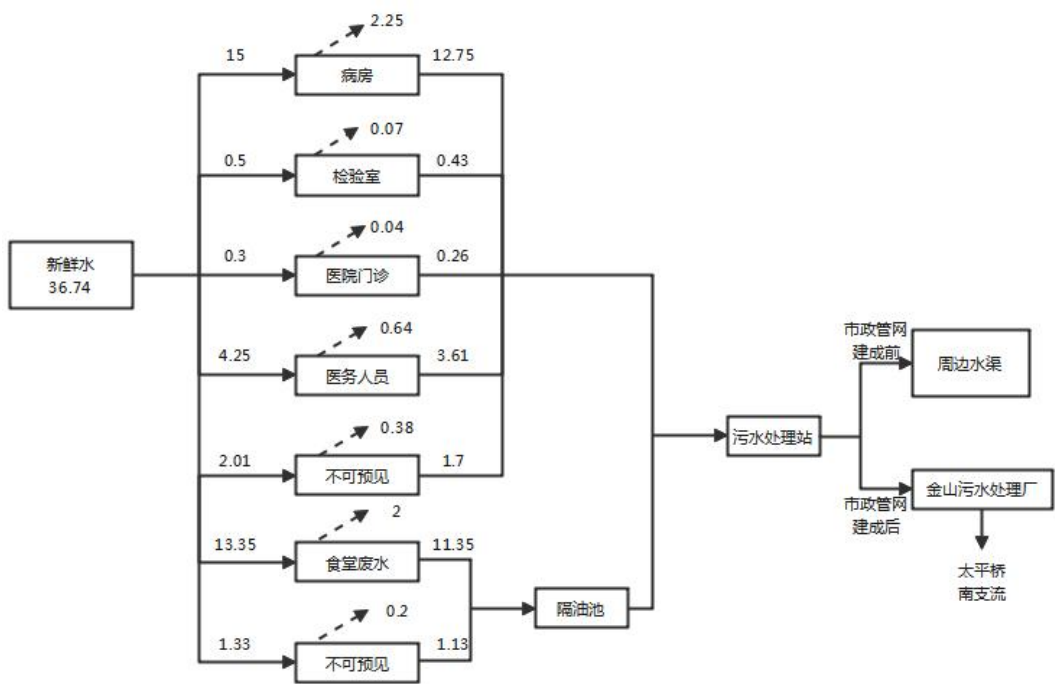 2.25
15
12.75
病房
0.07
0.5
0.43
检验室
0.04
0.3
0.26
医院门诊
新鲜水
36.74
0.64
4.25
3.61
医务人员
市政管网
建成前
周边水渠
0.38
2.01
1.7
不可预见
污水处理站
市政管网
建成后
金山污水处理厂
2
13.35
11.35
食堂废水
太平桥
南支流
隔油池
0.2
1.33
1.13
不可预见